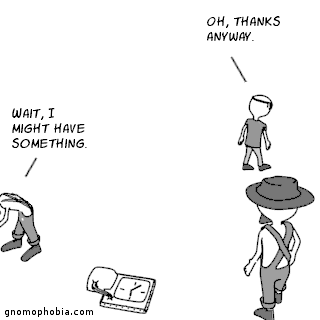 OH, THANKS
ANYWAY.
WAIT, I
MIGHT HAVE
SOMETHING.
gnomophobia.com